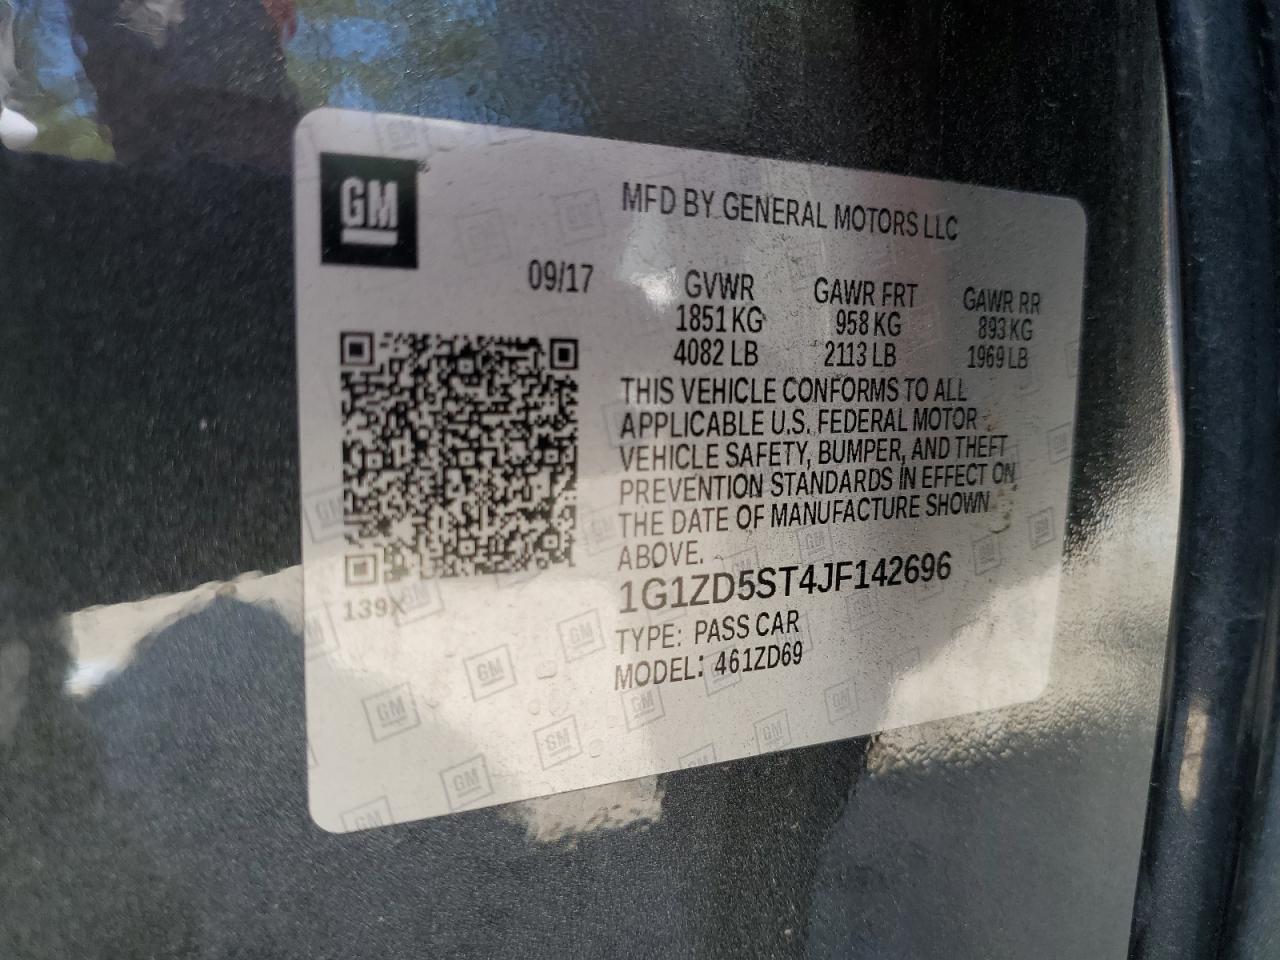 GM
MFD BY GENERAL MOTORS LLC
09/17
GVWR GAWR FRT GAWR RR
1851 KG 958 KG 893 KG
4082 LB 2113 LB 1969 LB
THIS VEHICLE CONFORMS TO ALL
APPLICABLE U.S. FEDERAL MOTOR
VEHICLE SAFETY, BUMPER, AND THEFT
PREVENTION STANDARDS IN EFFECT ON
THE DATE OF MANUFACTURE SHOWN
ABOVE.
1G1ZD5ST4JF142696
TYPE: PASS CAR
MODEL: 461ZD69
139X